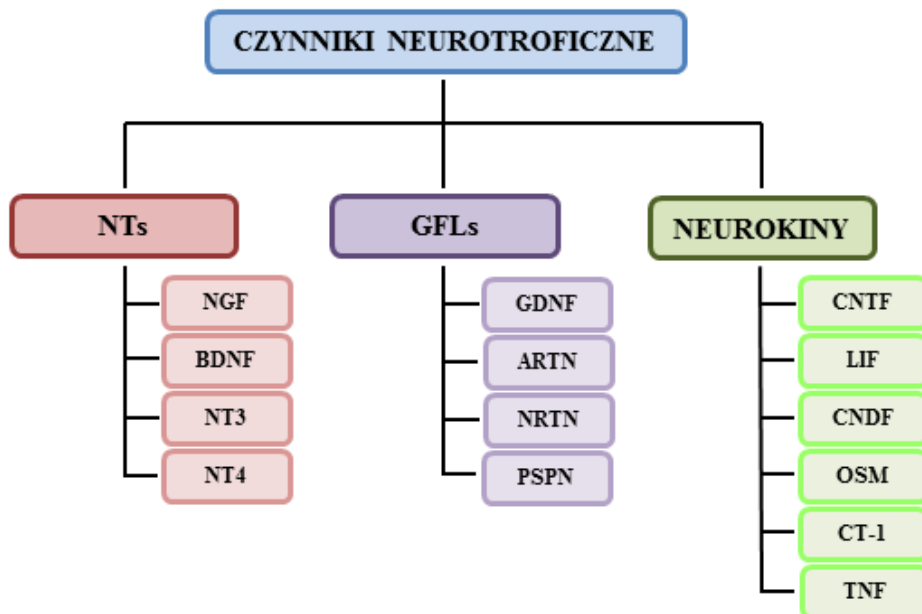 CZYNNIKI NEUROTROFICZNE
NTs
NGF
BDNF
NT3
NT4
GFLs
GDNF
ARTN
NRTN
PSPN
NEUROKINY
CNTF
LIF
CNDF
OSM
CT-1
TNF